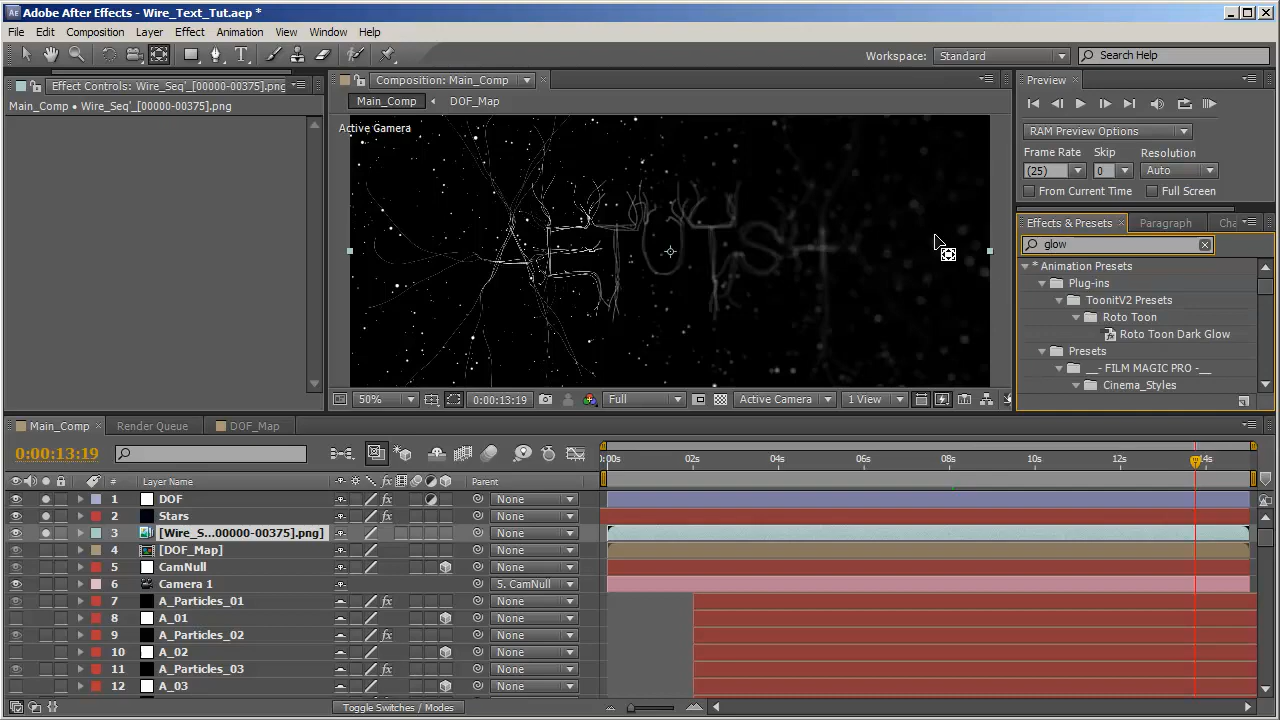 Adobe After Effects - Wire_Text_Tut.aep *
File Edit Composition Layer Effect Animation View Window Help
Workspace: Standard Search Help
Effect Controls: Wire_Seq'_[00000-00375].png
Main_Comp • Wire_Seq'_[00000-00375].png
Composition: Main_Comp
Main_Comp DOF_Map
Active Camera
50% 0:00:13:19 Full Active Camera 1 View
Preview
RAM Preview Options
Frame Rate Skip Resolution
(25) 0 Auto
From Current Time Full Screen
Effects & Presets Paragraph Cha
glow
* Animation Presets
Plug-ins
ToonitV2 Presets
Roto Toon
Roto Toon Dark Glow
Presets
__- FILM MAGIC PRO -__
Cinema_Styles
Main_Comp Render Queue DOF_Map
0:00:13:19
0:00s 02s 04s 06s 08s 10s 12s 14s
# Layer Name Parent
1 DOF None
2 Stars None
3 [Wire_S...00000-00375].png] None
4 [DOF_Map] None
5 CamNull None
6 Camera 1 5. CamNull
7 A_Particles_01 None
8 A_01 None
9 A_Particles_02 None
10 A_02 None
11 A_Particles_03 None
12 A_03 None
Toggle Switches / Modes